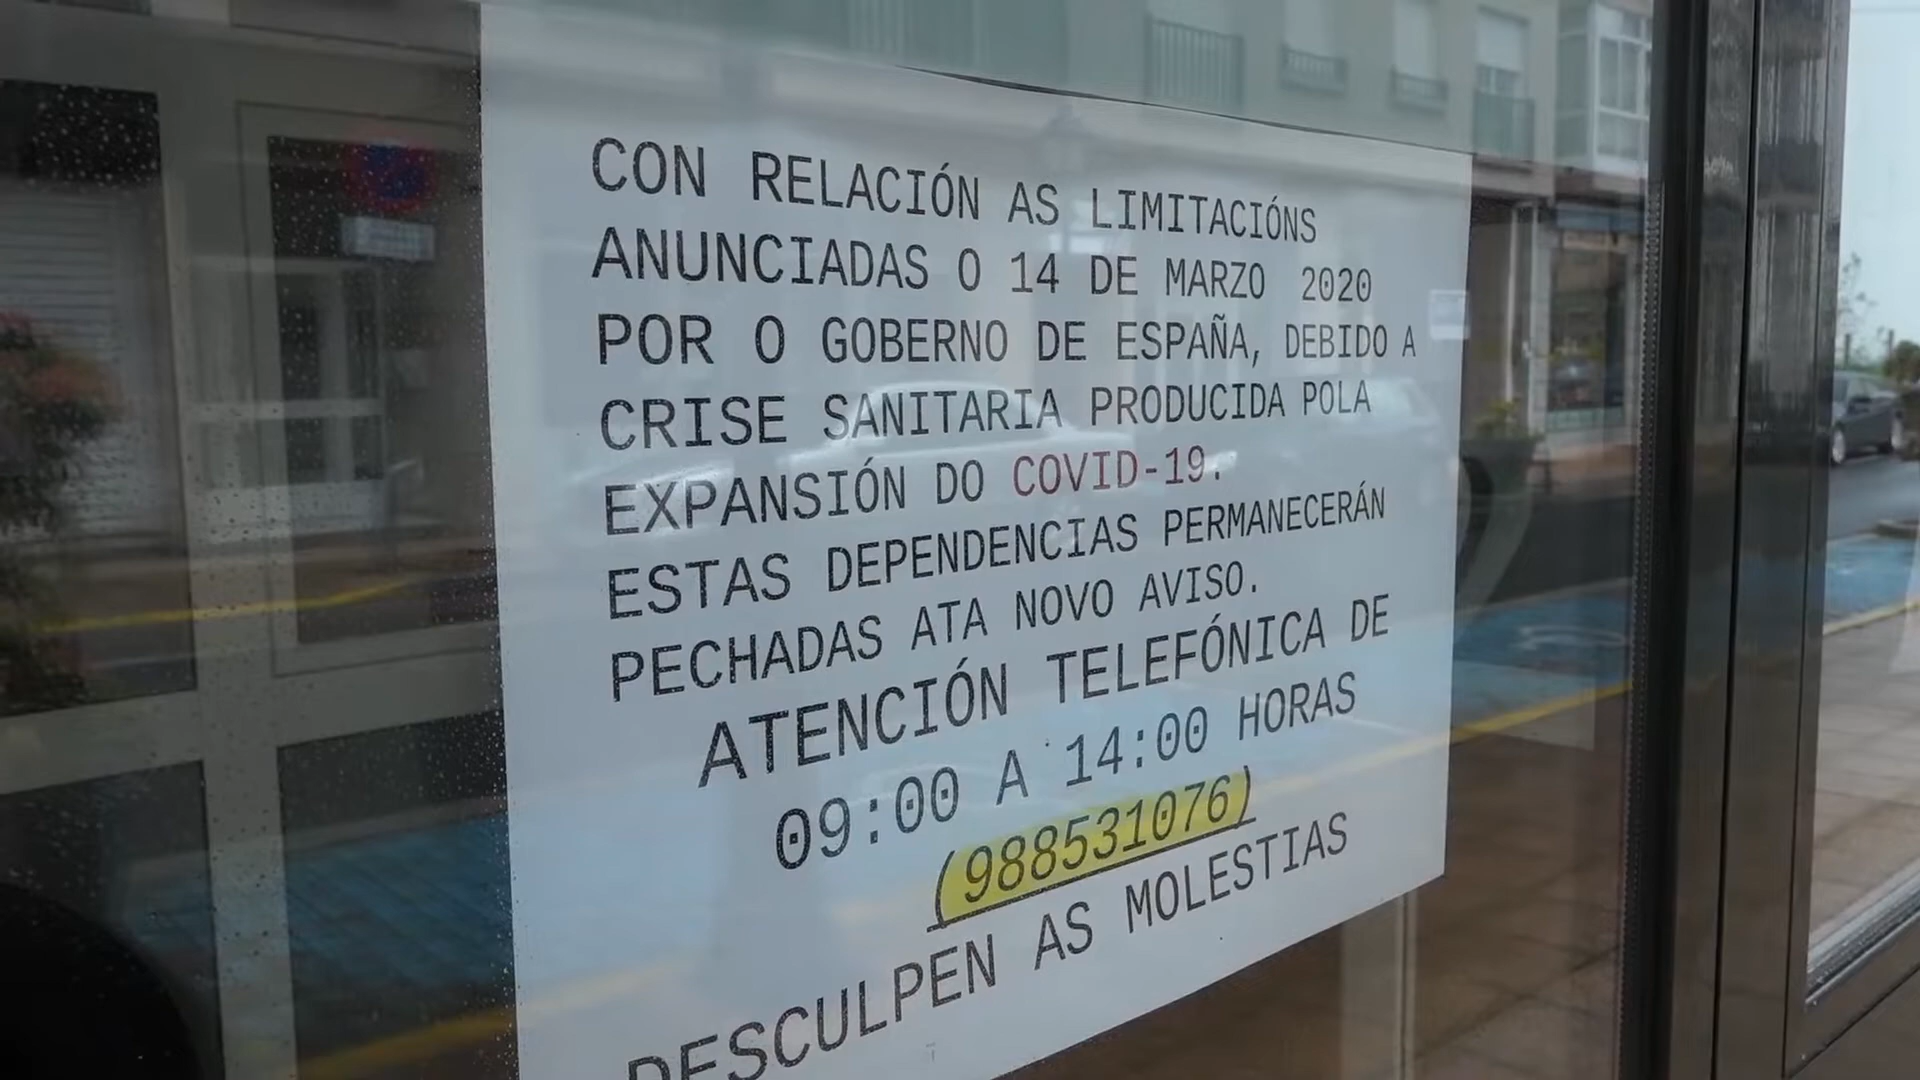 CON RELACIÓN AS LIMITACIÓNS
ANUNCIADAS O 14 DE MARZO 2020
POR O GOBERNO DE ESPAÑA, DEBIDO A
CRISE SANITARIA PRODUCIDA POLA
EXPANSIÓN DO COVID-19.
ESTAS DEPENDENCIAS PERMANECERÁN
PECHADAS ATA NOVO AVISO.
ATENCIÓN TELEFÓNICA DE
09:00 A 14:00 HORAS
(988531076)
DESCULPEN AS MOLESTIAS